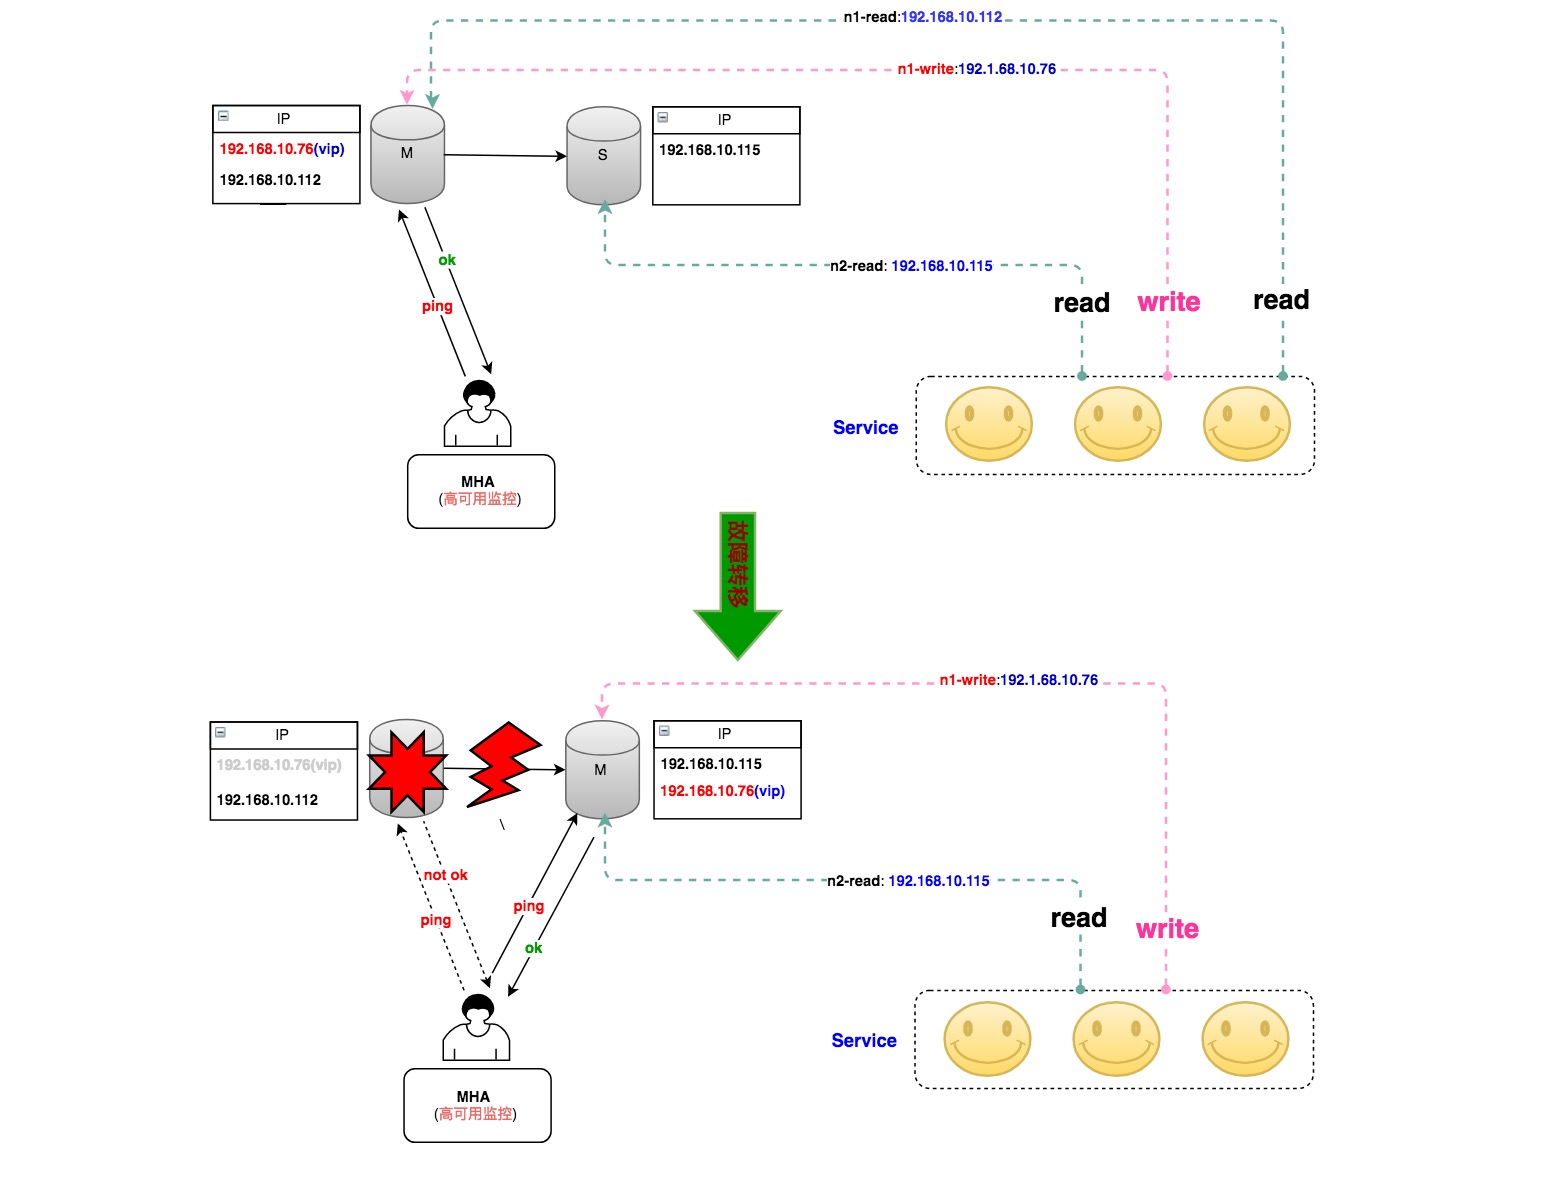 n1-read:192.168.10.112
n1-write:192.1.68.10.76
IP
192.168.10.76(vip)
192.168.10.112
M
S
IP
192.168.10.115
ok
ping
n2-read: 192.168.10.115
read
write
read
Service
MHA
(高可用监控)
故障转移
n1-write:192.1.68.10.76
IP
192.168.10.76(vip)
192.168.10.112
M
IP
192.168.10.115
192.168.10.76(vip)
\
not ok
ping
ping
ok
n2-read: 192.168.10.115
read
write
Service
MHA
(高可用监控)